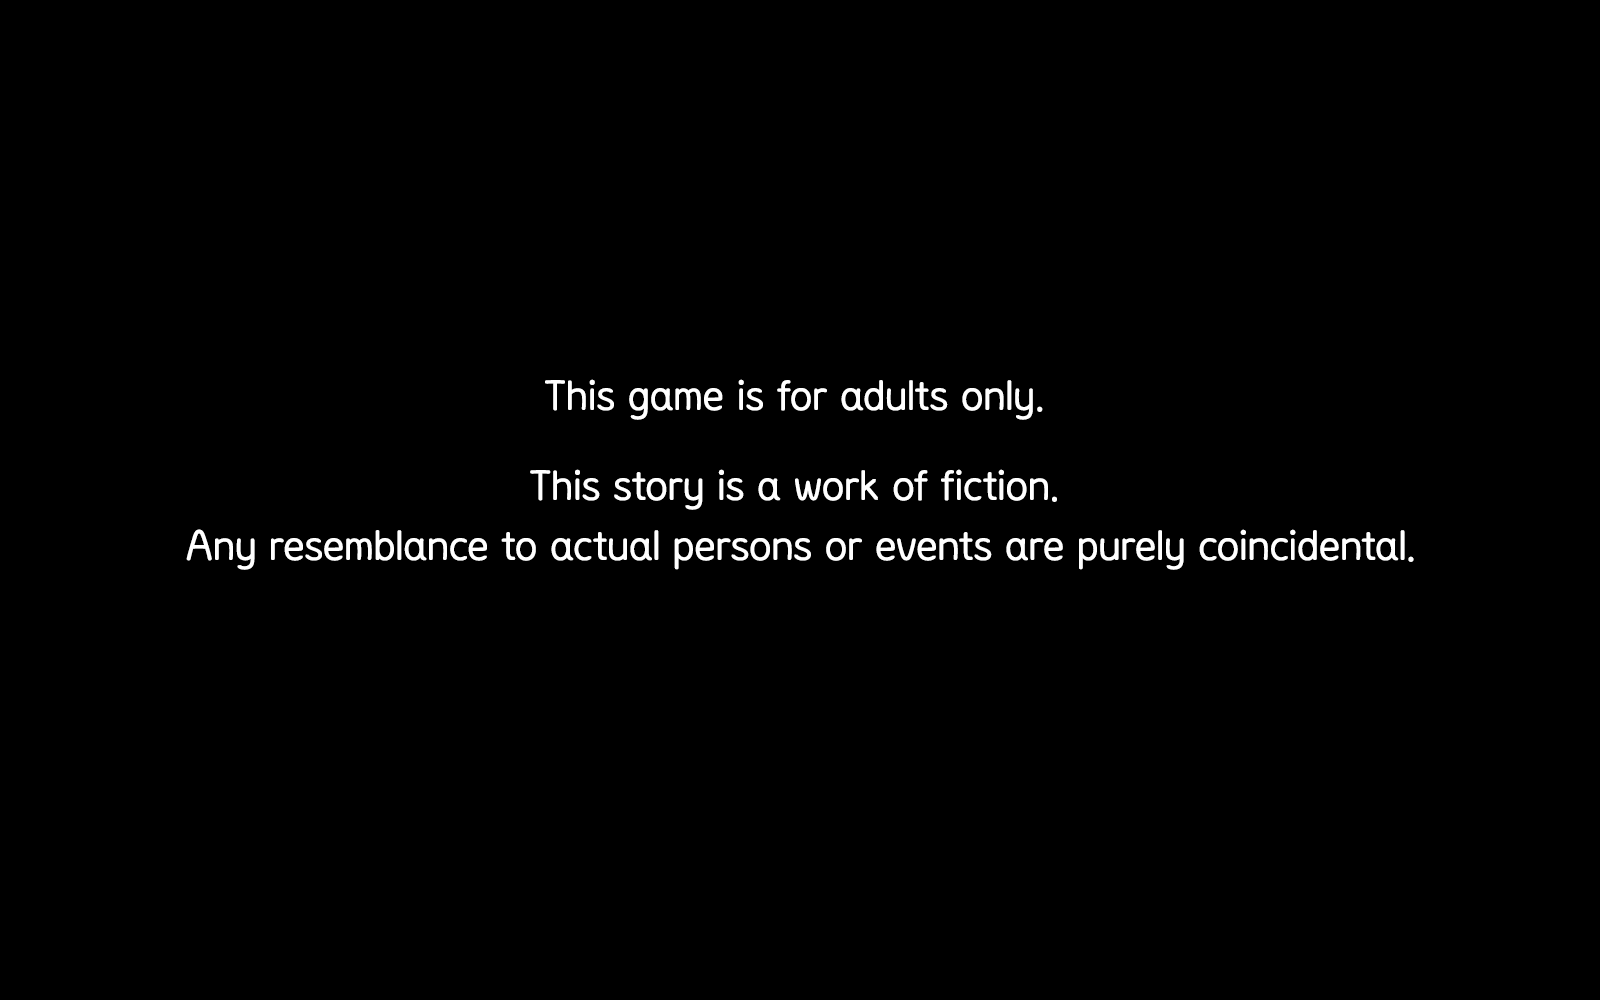 This game is for adults only.
This story is a work of fiction.
Any resemblance to actual persons or events are purely coincidental.